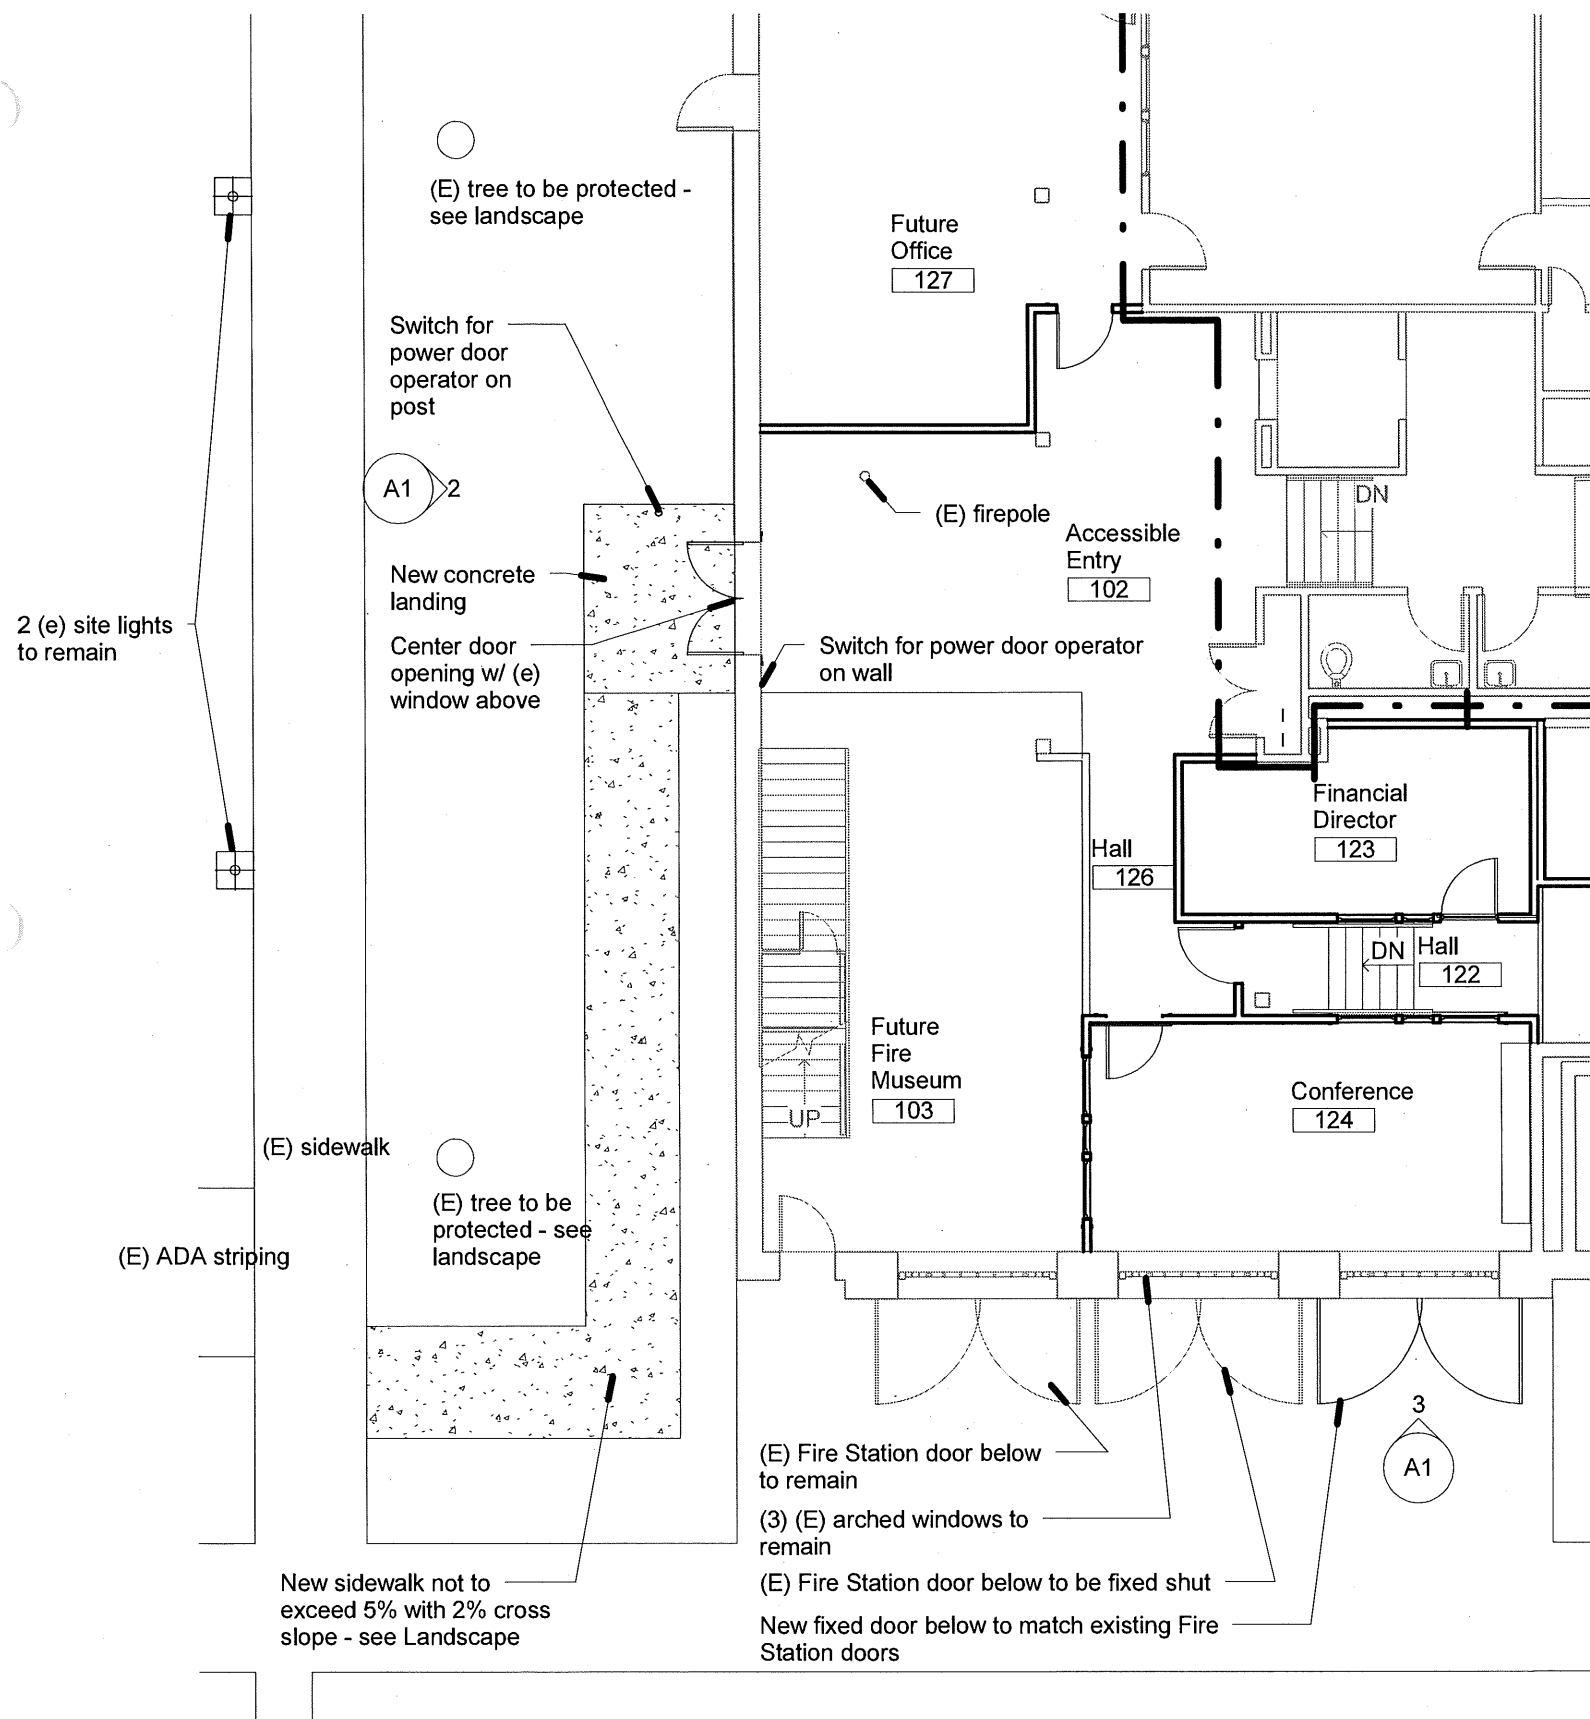 (E) tree to be protected -
see landscape
Future
Office
127
Switch for
power door
operator on
post
A1
2
(E) firepole
DN
Accessible
Entry
102
New concrete
landing
2 (e) site lights
to remain
Center door
opening w/ (e)
window above
Switch for power door operator
on wall
Financial
Director
123
Hall
126
DN
Hall
122
Future
Fire
Museum
103
UP
Conference
124
(E) sidewalk
(E) tree to be
protected - see
landscape
(E) ADA striping
3
A1
(E) Fire Station door below
to remain
(3) (E) arched windows to
remain
(E) Fire Station door below to be fixed shut
New fixed door below to match existing Fire
Station doors
New sidewalk not to
exceed 5% with 2% cross
slope - see Landscape